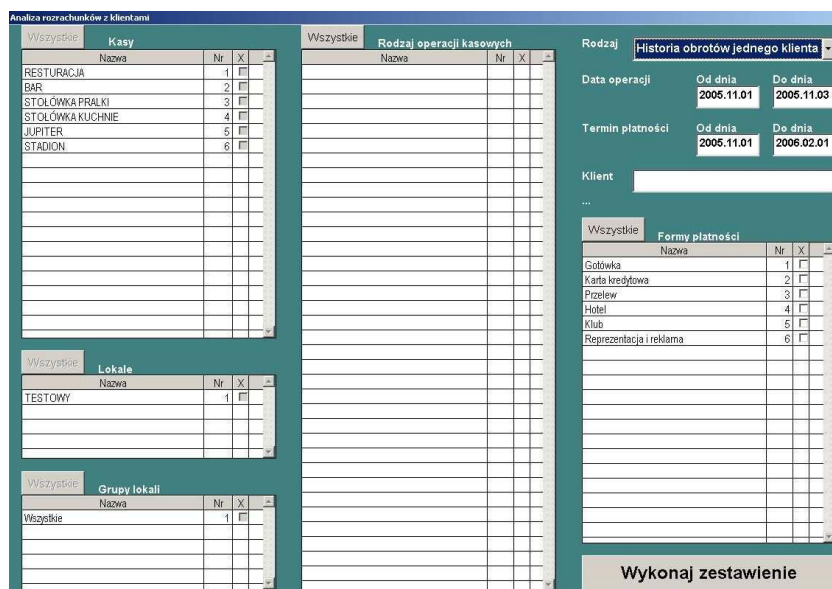 Analiza rozrachunków z klientami
Wszystkie Kasy
Nazwa Nr X
RESTURACJA 1
BAR 2
STOŁÓWKA PRALKI 3
STOŁÓWKA KUCHNIE 4
JUPITER 5
STADION 6
Wszystkie Lokale
Nazwa Nr X
TESTOWY 1
Wszystkie Grupy lokali
Nazwa Nr X
Wszystkie 1
Wszystkie Rodzaj operacji kasowych
Nazwa Nr X
Rodzaj Historia obrotów jednego klienta
Data operacji Od dnia Do dnia
2005.11.01 2005.11.03
Termin płatności Od dnia Do dnia
2005.11.01 2006.02.01
Klient
...
Wszystkie Formy płatności
Nazwa Nr X
Gotówka 1
Karta kredytowa 2
Przelew 3
Hotel 4
Klub 5
Reprezentacja i reklama 6
Wykonaj zestawienie